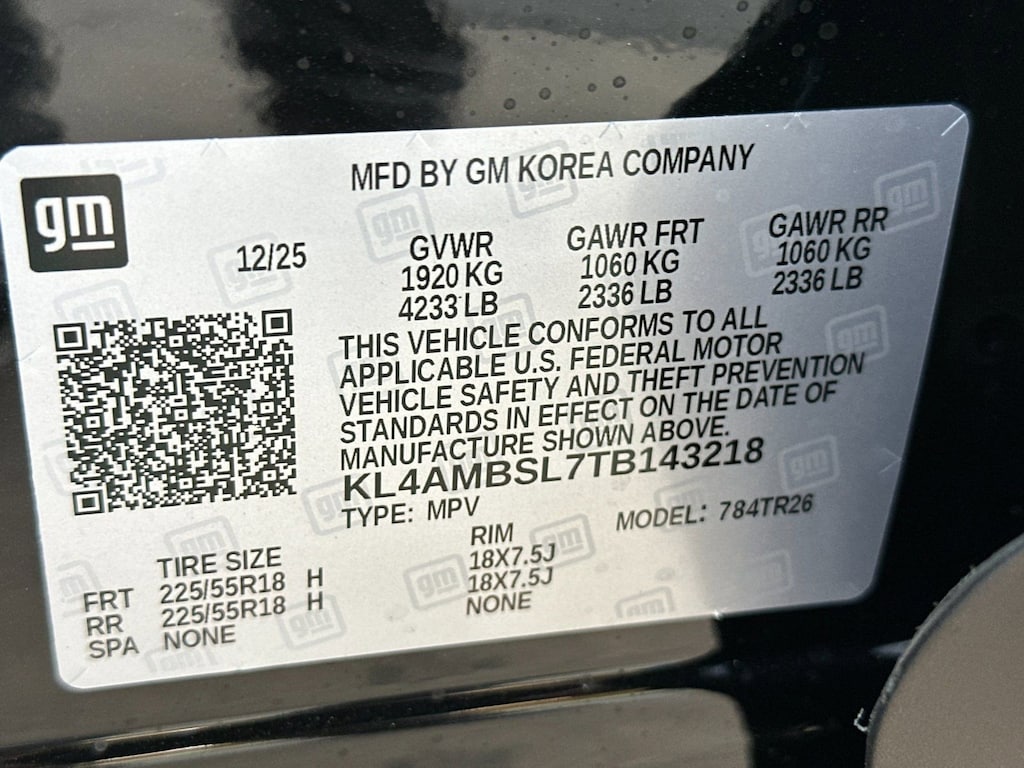 gm
MFD BY GM KOREA COMPANY
12/25
GVWR GAWR FRT GAWR RR
1920 KG 1060 KG 1060 KG
4233 LB 2336 LB 2336 LB
THIS VEHICLE CONFORMS TO ALL
APPLICABLE U.S. FEDERAL MOTOR
VEHICLE SAFETY AND THEFT PREVENTION
STANDARDS IN EFFECT ON THE DATE OF
MANUFACTURE SHOWN ABOVE.
KL4AMBSL7TB143218
TYPE: MPV MODEL: 784TR26
TIRE SIZE RIM
FRT 225/55R18 H 18X7.5J
RR 225/55R18 H 18X7.5J
SPA NONE NONE